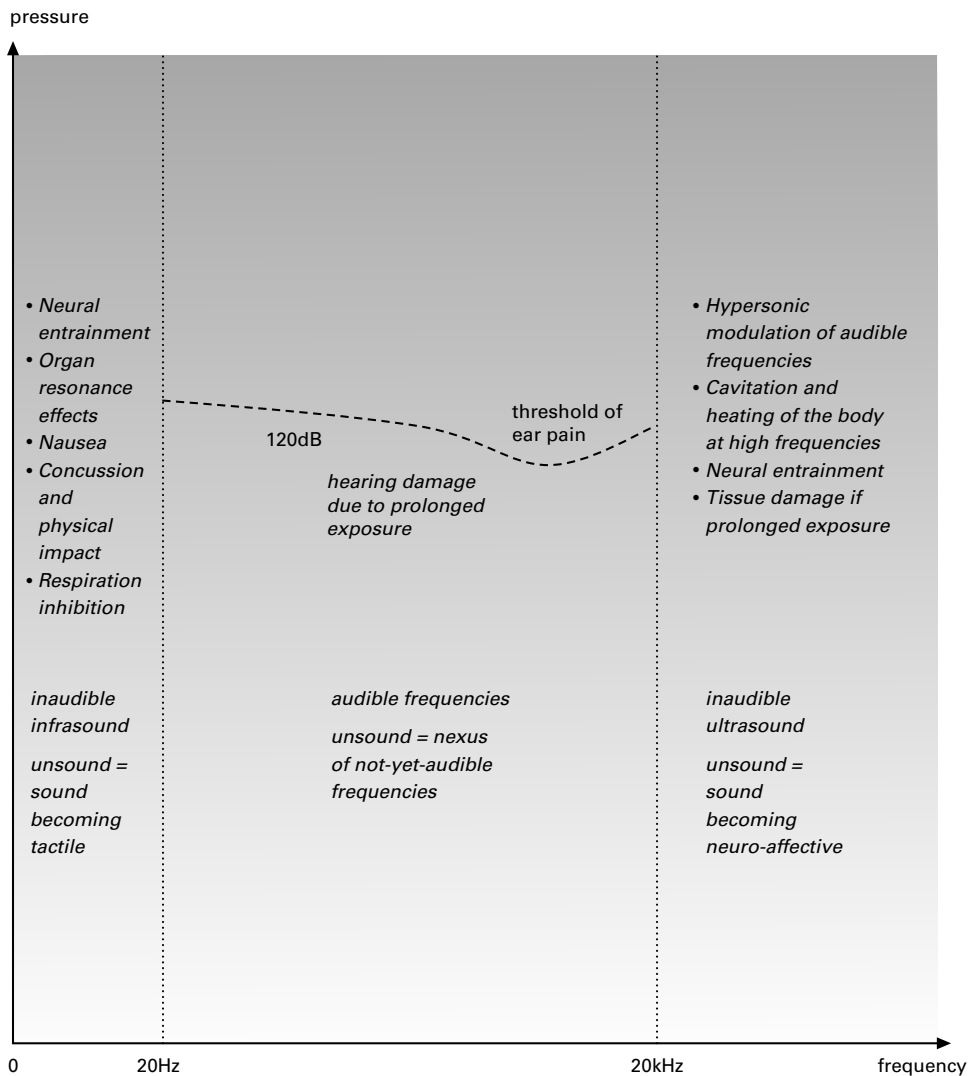 pressure
• Neural
entrainment
• Organ
resonance
effects
• Nausea
• Concussion
and
physical
impact
• Respiration
inhibition
120dB
hearing damage
due to prolonged
exposure
threshold of
ear pain
• Hypersonic
modulation of audible
frequencies
• Cavitation and
heating of the body
at high frequencies
• Neural entrainment
• Tissue damage if
prolonged exposure
inaudible
infrasound
unsound =
sound
becoming
tactile
audible frequencies
unsound = nexus
of not-yet-audible
frequencies
inaudible
ultrasound
unsound =
sound
becoming
neuro-affective
0
20Hz
20kHz
frequency